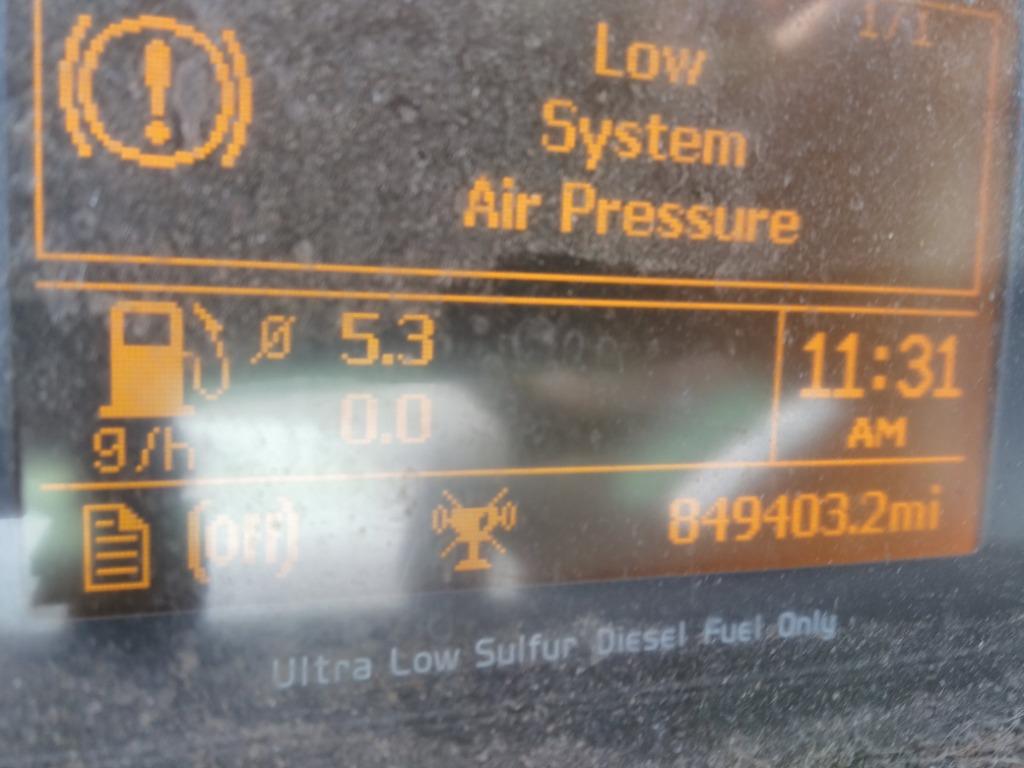 1/1
Low
System
Air Pressure
Ø 5.3
0.0
g/h
11:31
AM
(Off)
849403.2mi
Ultra Low Sulfur Diesel Fuel Only